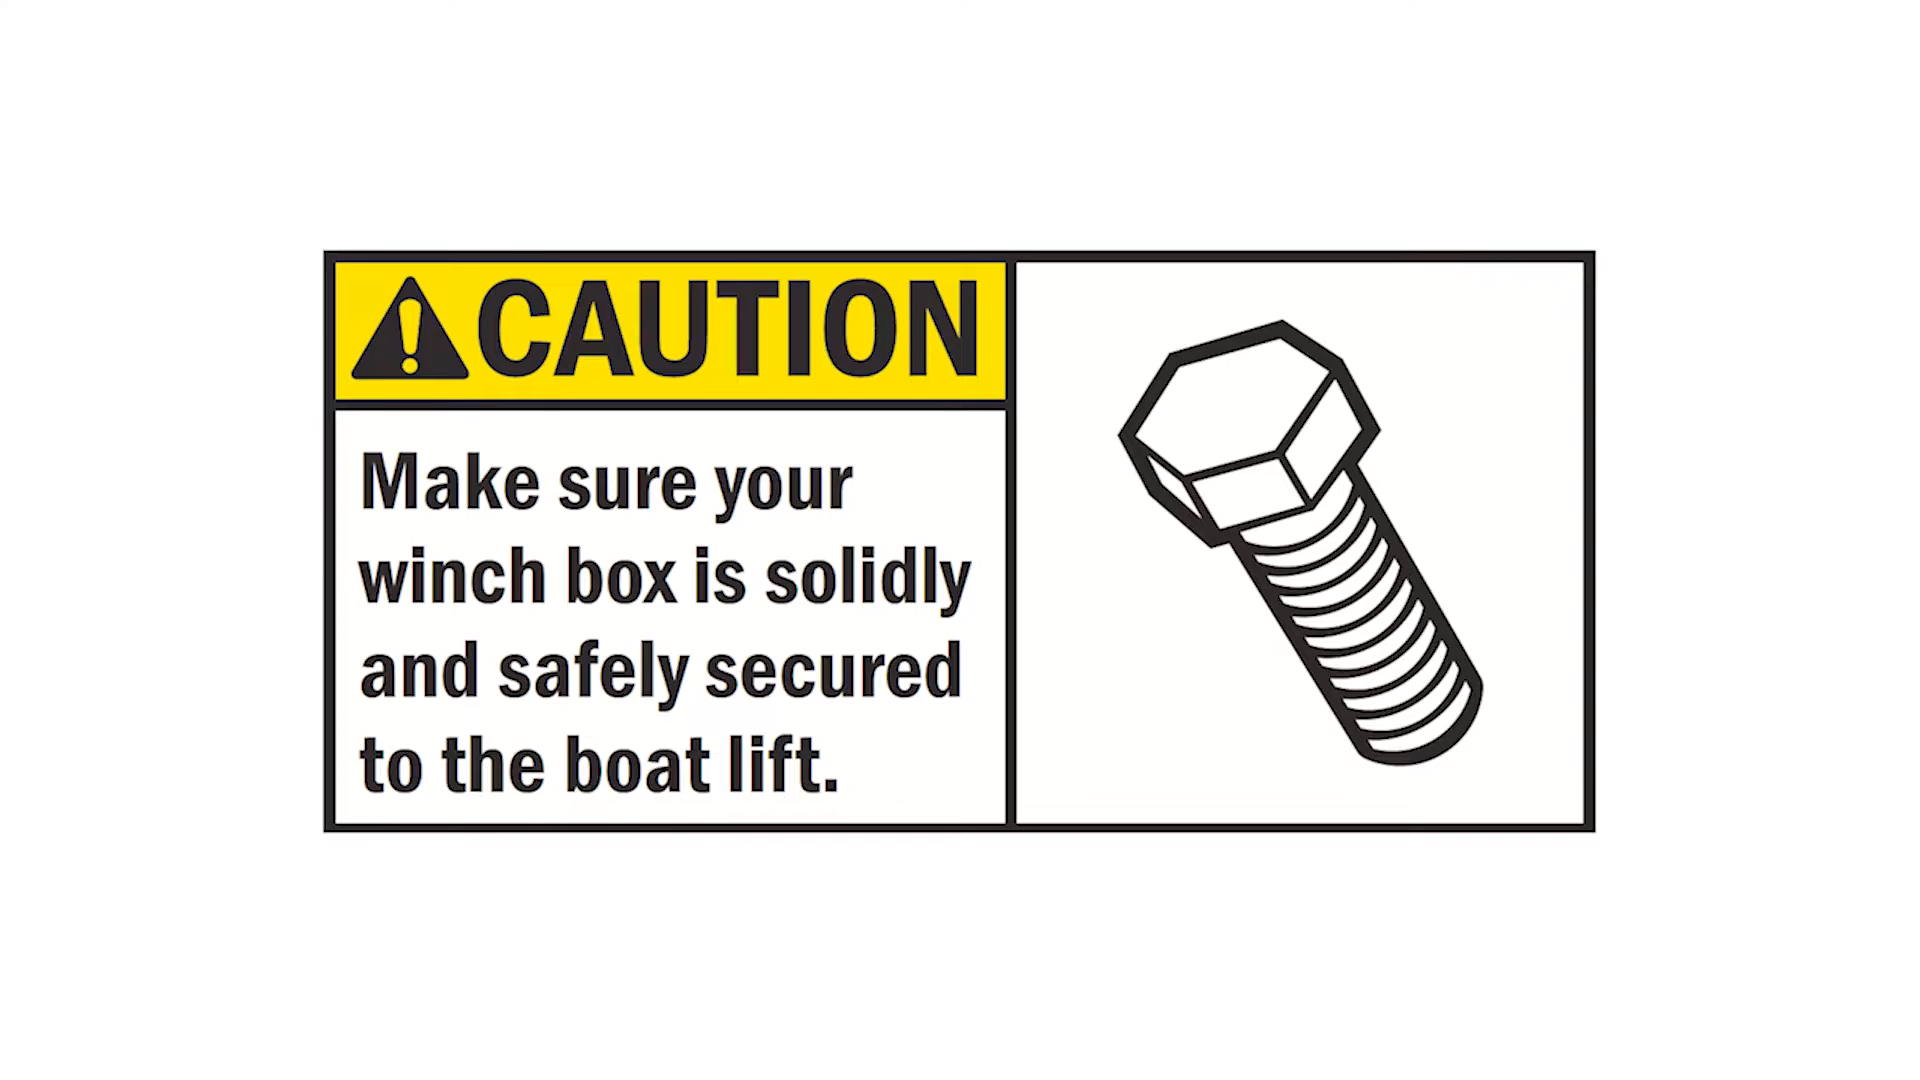 CAUTION
Make sure your
winch box is solidly
and safely secured
to the boat lift.